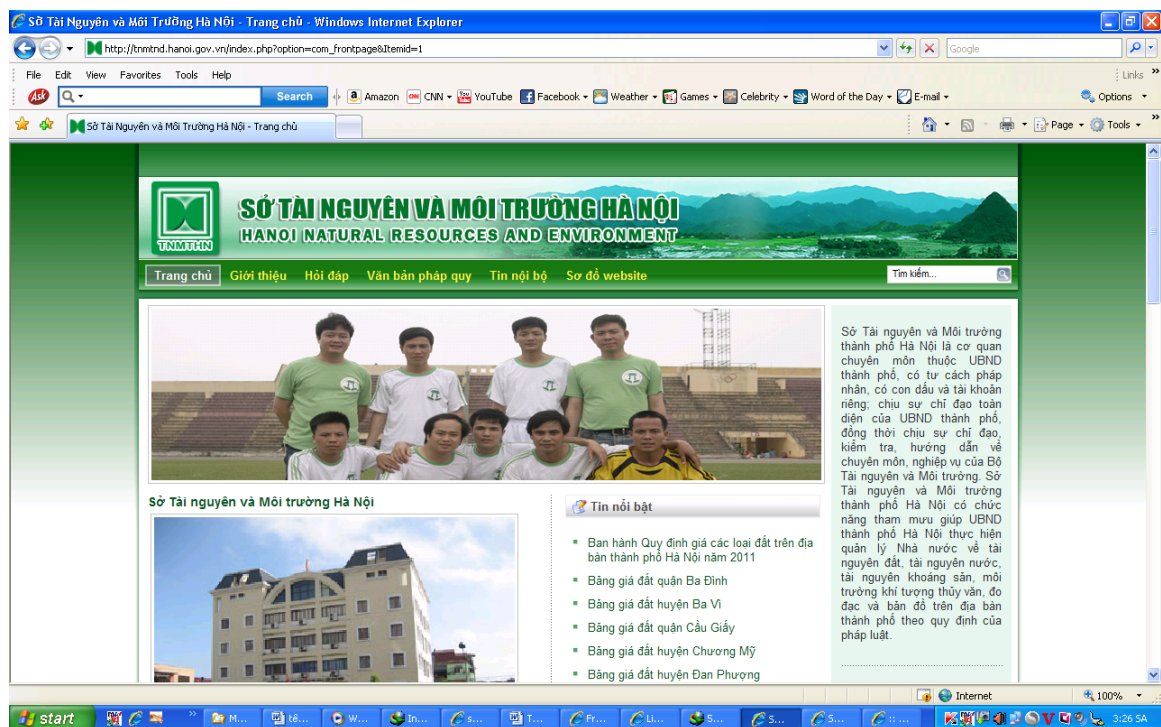 Sở Tài Nguyên và Môi Trường Hà Nội - Trang chủ - Windows Internet Explorer
http://tnmtnd.hanoi.gov.vn/index.php?option=com_frontpage&Itemid=1
Google
File Edit View Favorites Tools Help
Links
Ask
Search
Amazon CNN YouTube Facebook Weather Games Celebrity Word of the Day E-mail
Options
Sở Tài Nguyên và Môi Trường Hà Nội - Trang chủ
Page Tools
SỞ TÀI NGUYÊN VÀ MÔI TRƯỜNG HÀ NỘI
HANOI NATURAL RESOURCES AND ENVIRONMENT
TNMTHN
Trang chủ Giới thiệu Hỏi đáp Văn bản pháp quy Tin nội bộ Sơ đồ website
Tìm kiếm...
Sở Tài nguyên và Môi trường
thành phố Hà Nội là cơ quan
chuyên môn thuộc UBND
thành phố, có tư cách pháp
nhân, có con dấu và tài khoản
riêng; chịu sự chỉ đạo toàn
diện của UBND thành phố,
đồng thời chịu sự chỉ đạo,
kiểm tra, hướng dẫn về
chuyên môn, nghiệp vụ của Bộ
Tài nguyên và Môi trường. Sở
Tài nguyên và Môi trường
thành phố Hà Nội có chức
năng tham mưu giúp UBND
thành phố Hà Nội thực hiện
quản lý Nhà nước về tài
nguyên đất, tài nguyên nước,
tài nguyên khoáng sản, môi
trường khí tượng thủy văn, đo
đạc và bản đồ trên địa bàn
thành phố theo quy định của
pháp luật.
Sở Tài nguyên và Môi trường Hà Nội
Tin nổi bật
Ban hành Quy định giá các loại đất trên địa
bàn thành phố Hà Nội năm 2011
Bảng giá đất quận Ba Đình
Bảng giá đất huyện Ba Vì
Bảng giá đất quận Cầu Giấy
Bảng giá đất huyện Chương Mỹ
Bảng giá đất huyện Đan Phượng
Internet
100%
start
M... tê... W... In... s... T... Fr... Li... 5... S... S... :: ...
3:26 SA